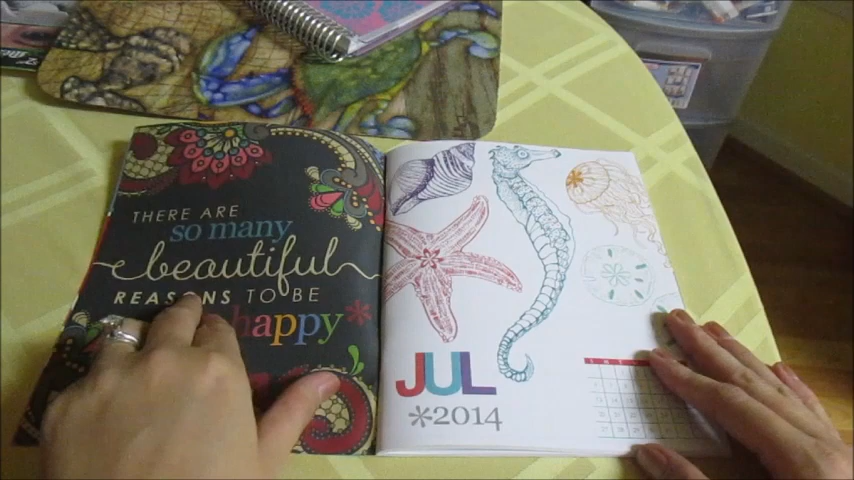 THERE ARE
so many
beautiful
REASONS TO BE
happy*
JUL
*2014